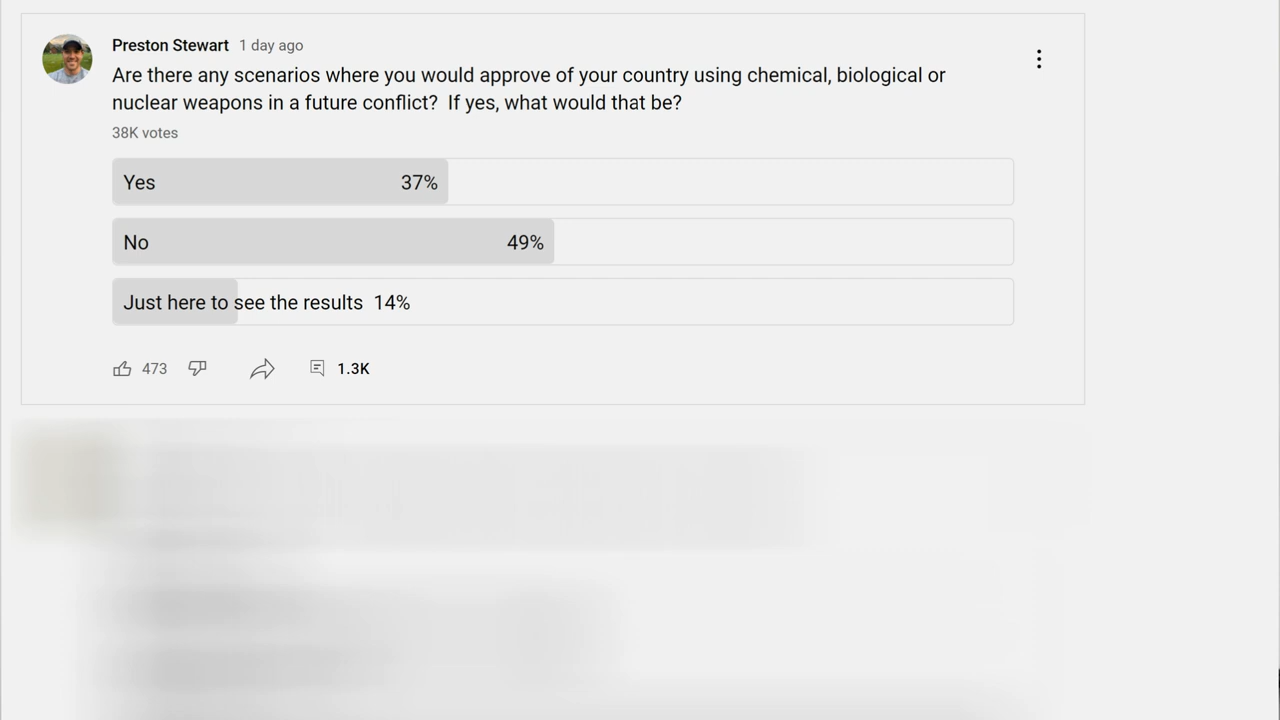 Preston Stewart 1 day ago
Are there any scenarios where you would approve of your country using chemical, biological or
nuclear weapons in a future conflict?  If yes, what would that be?
38K votes
Yes 37%
No 49%
Just here to see the results 14%
473 1.3K